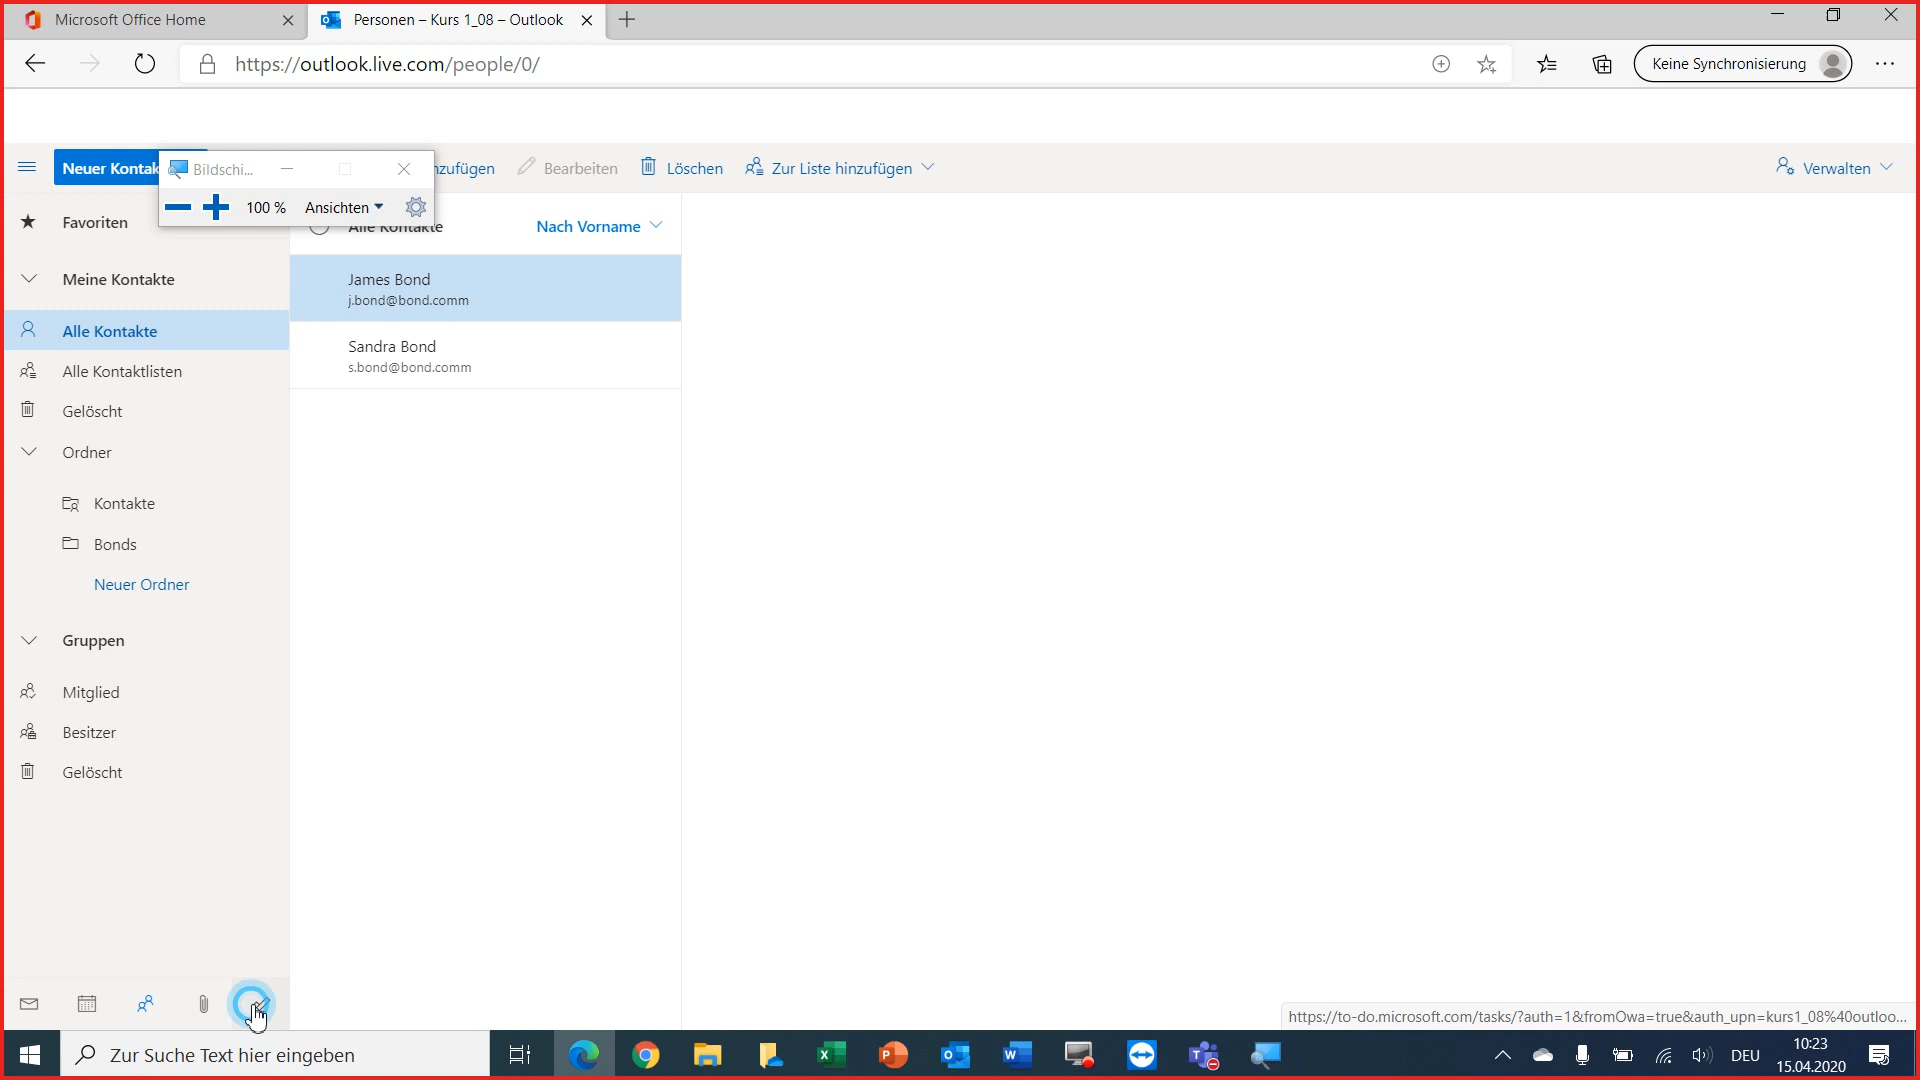 Microsoft Office Home
Personen – Kurs 1_08 – Outlook
https://outlook.live.com/people/0/
Keine Synchronisierung
Neuer Kontak
Bildschi...
nzufügen
Bearbeiten
Löschen
Zur Liste hinzufügen
Verwalten
100 %
Ansichten
Favoriten
Alle Kontakte
Nach Vorname
Meine Kontakte
James Bond
j.bond@bond.comm
Alle Kontakte
Sandra Bond
s.bond@bond.comm
Alle Kontaktlisten
Gelöscht
Ordner
Kontakte
Bonds
Neuer Ordner
Gruppen
Mitglied
Besitzer
Gelöscht
https://to-do.microsoft.com/tasks/?auth=1&fromOwa=true&auth_upn=kurs1_08%40outloo...
Zur Suche Text hier eingeben
DEU
10:23
15.04.2020